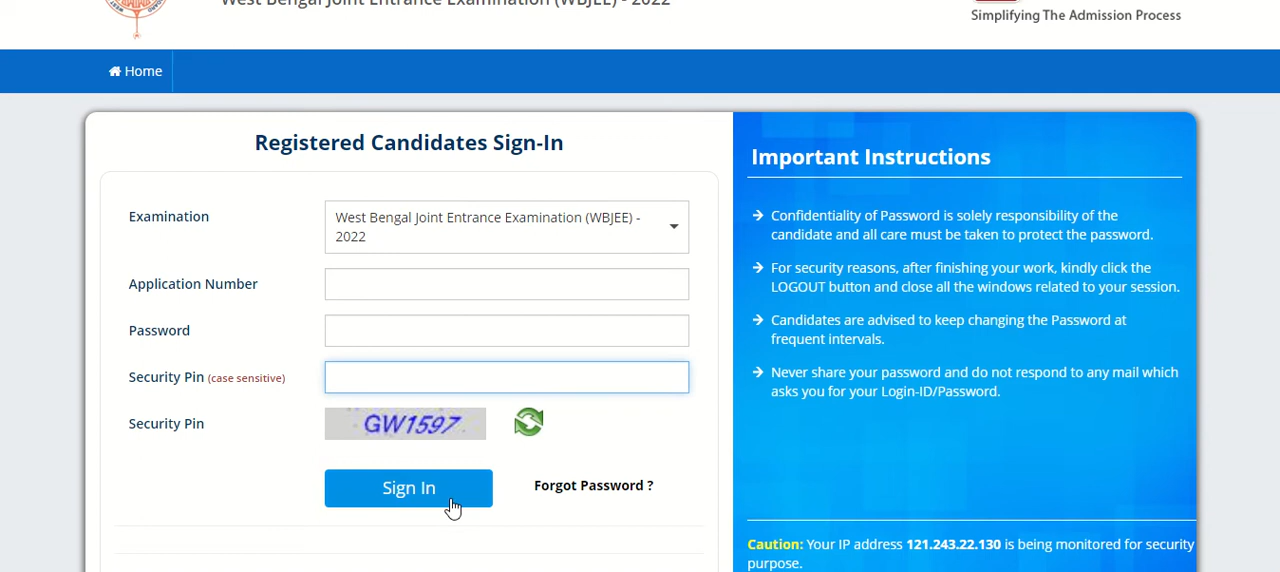 West Bengal Joint Entrance Examination (WBJEE) - 2022
Simplifying The Admission Process
Home
Registered Candidates Sign-In
Examination
West Bengal Joint Entrance Examination (WBJEE) -
2022
Application Number
Password
Security Pin (case sensitive)
Security Pin
GW1597
Sign In
Forgot Password ?
Important Instructions
Confidentiality of Password is solely responsibility of the
candidate and all care must be taken to protect the password.
For security reasons, after finishing your work, kindly click the
LOGOUT button and close all the windows related to your session.
Candidates are advised to keep changing the Password at
frequent intervals.
Never share your password and do not respond to any mail which
asks you for your Login-ID/Password.
Caution: Your IP address 121.243.22.130 is being monitored for security
purpose.